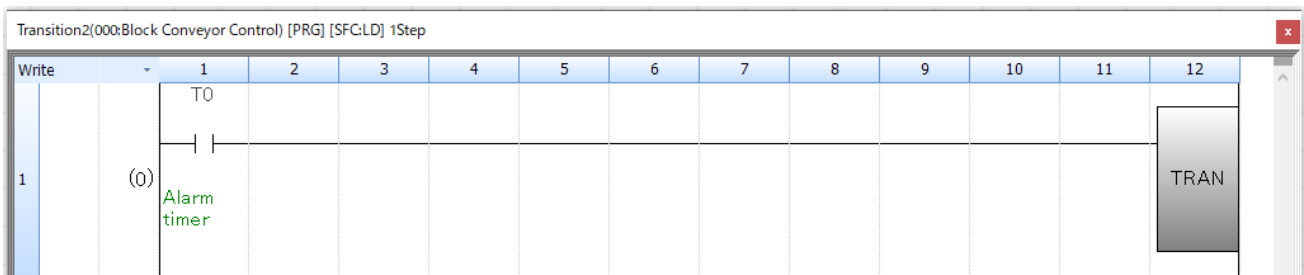 Transition2(000:Block Conveyor Control) [PRG] [SFC:LD] 1Step
Write 1 2 3 4 5 6 7 8 9 10 11 12
T0
1 (0) TRAN
Alarm
timer